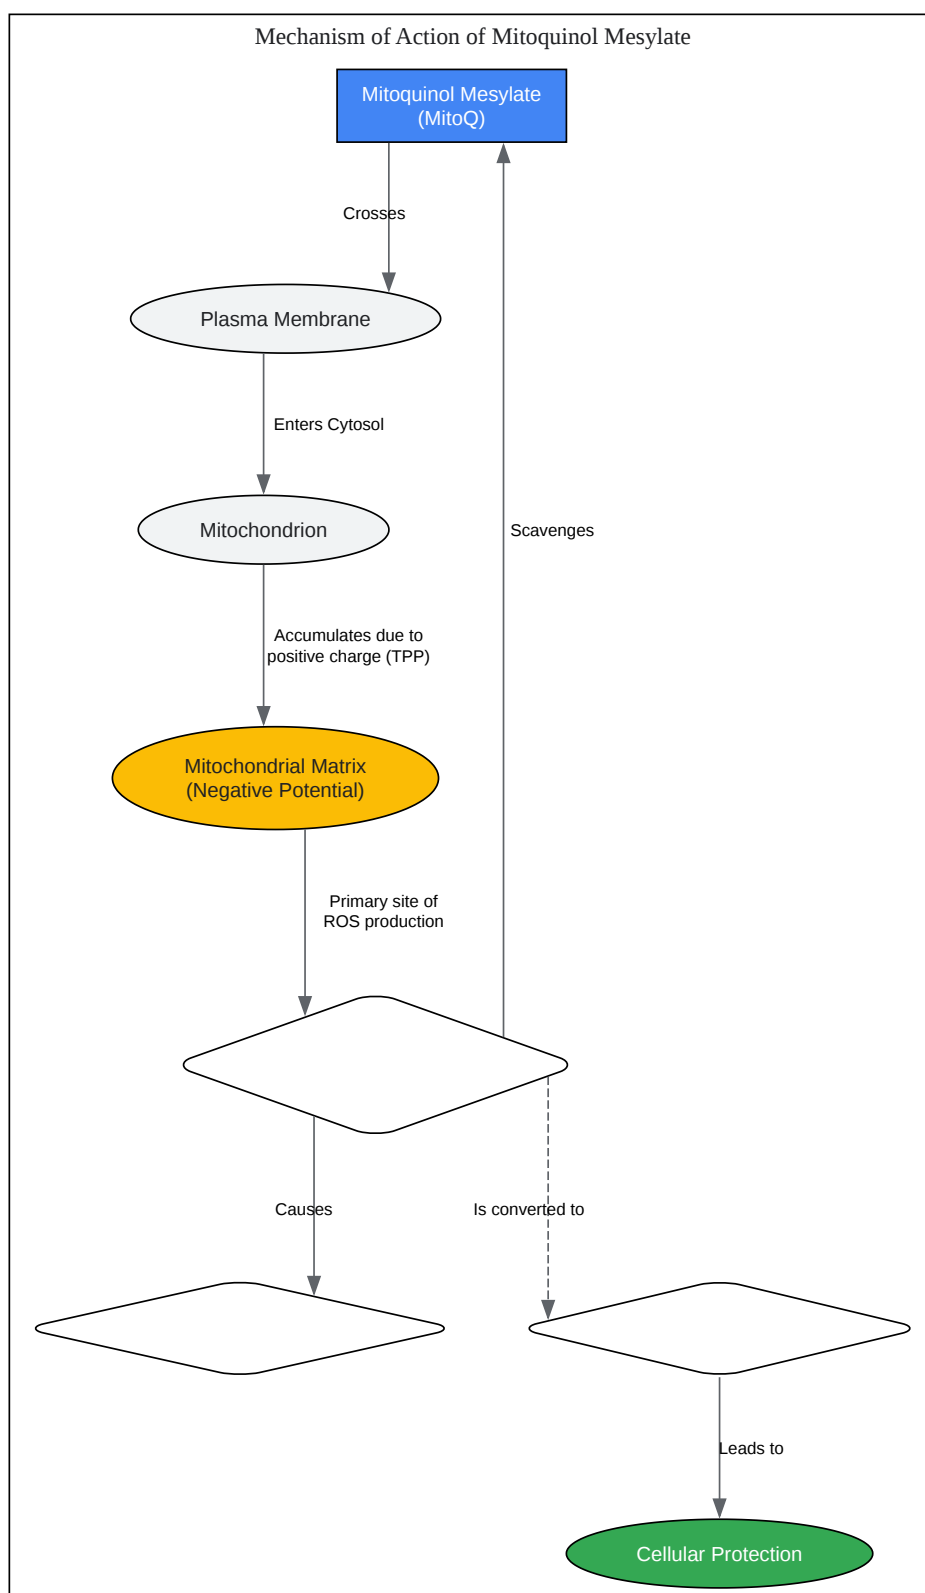 Mechanism of Action of Mitoquinol Mesylate
Mitoquinol Mesylate
(MitoQ)
Crosses
Plasma Membrane
Enters Cytosol
Mitochondrion
Scavenges
Accumulates due to
positive charge (TPP)
Mitochondrial Matrix
(Negative Potential)
Primary site of
ROS production
Causes
Is converted to
Leads to
Cellular Protection